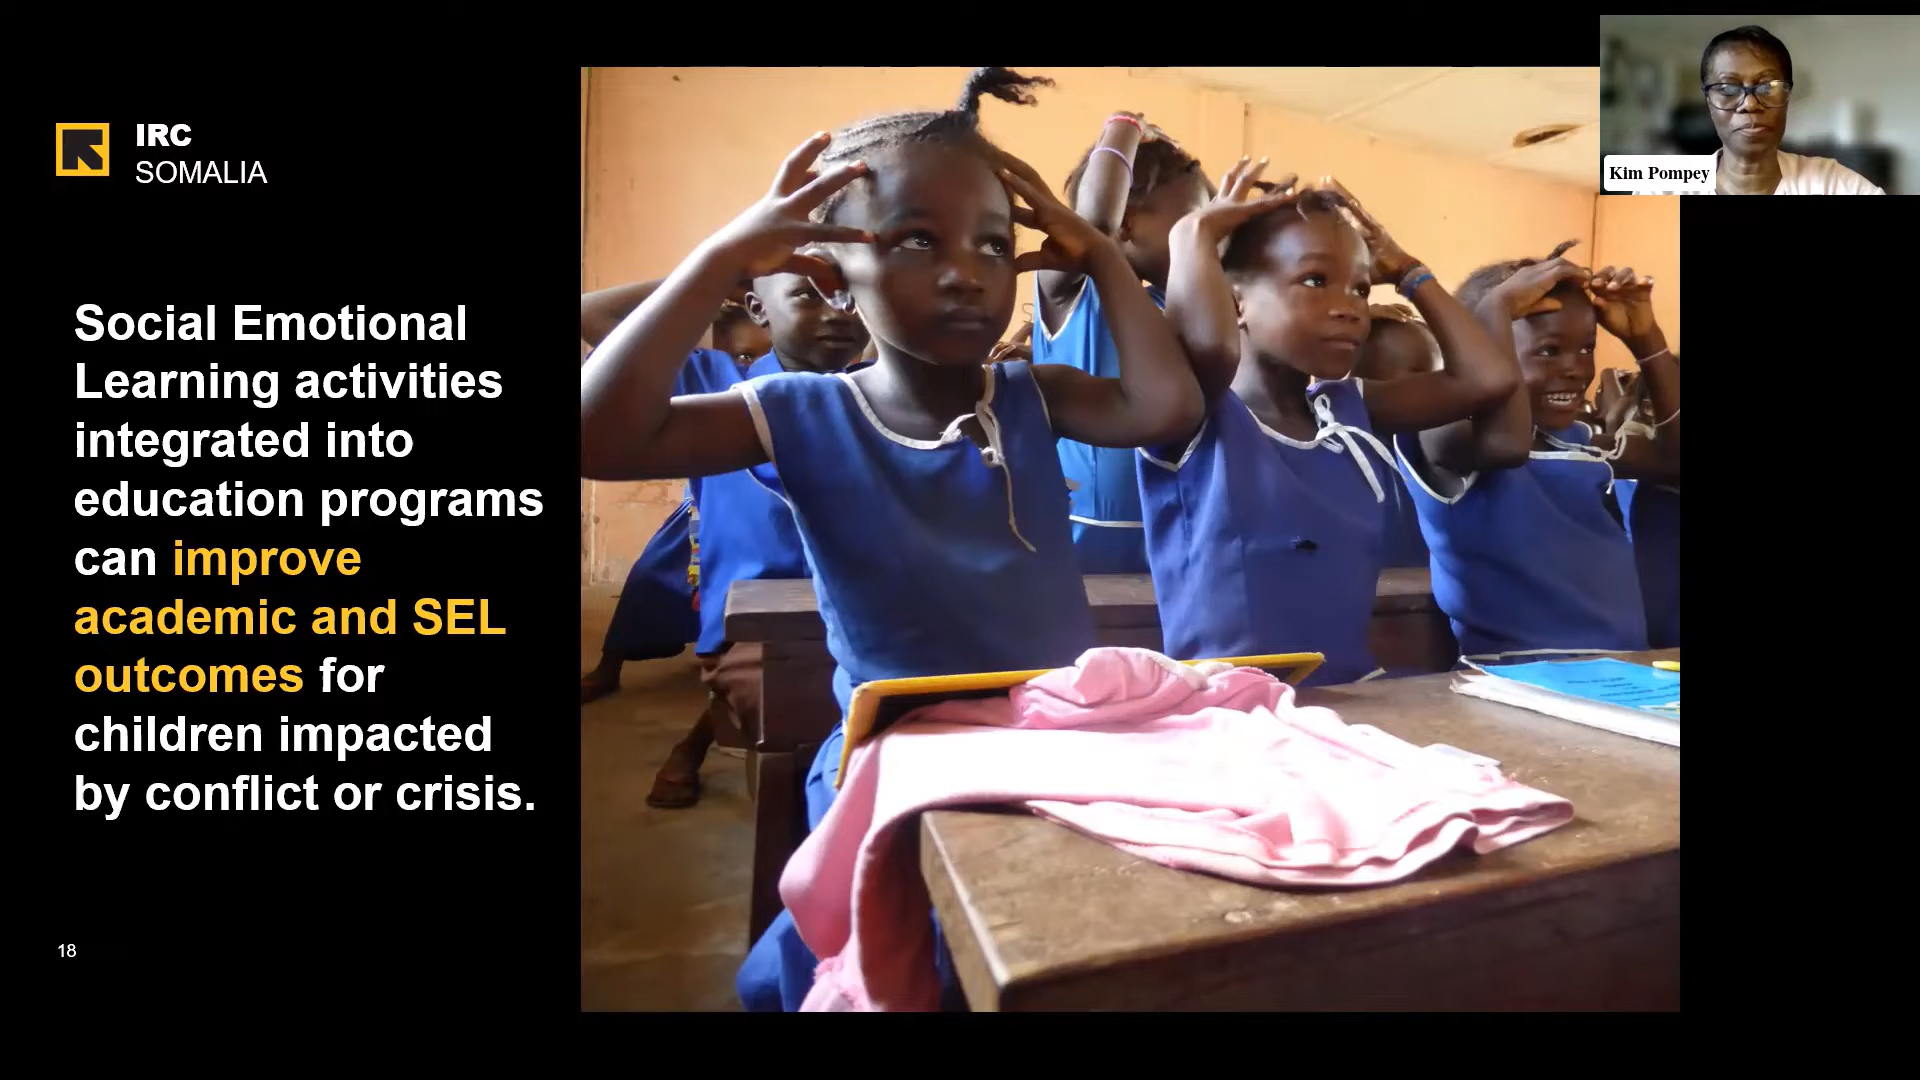 IRC
SOMALIA
Kim Pompey
Social Emotional
Learning activities
integrated into
education programs
can improve
academic and SEL
outcomes for
children impacted
by conflict or crisis.
18